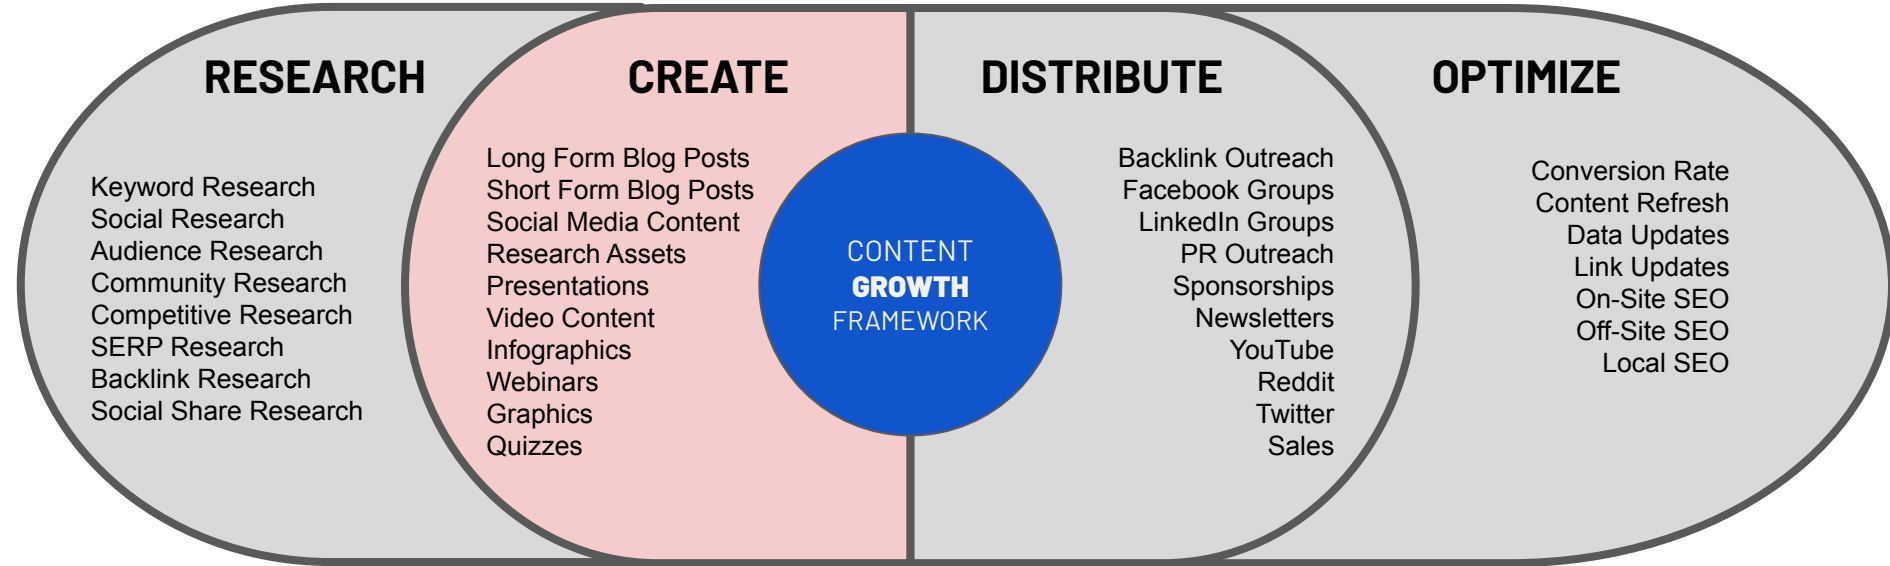 RESEARCH
Keyword Research
Social Research
Audience Research
Community Research
Competitive Research
SERP Research
Backlink Research
Social Share Research
CREATE
Long Form Blog Posts
Short Form Blog Posts
Social Media Content
Research Assets
Presentations
Video Content
Infographics
Webinars
Graphics
Quizzes
CONTENT
GROWTH
FRAMEWORK
DISTRIBUTE
Backlink Outreach
Facebook Groups
LinkedIn Groups
PR Outreach
Sponsorships
Newsletters
YouTube
Reddit
Twitter
Sales
OPTIMIZE
Conversion Rate
Content Refresh
Data Updates
Link Updates
On-Site SEO
Off-Site SEO
Local SEO